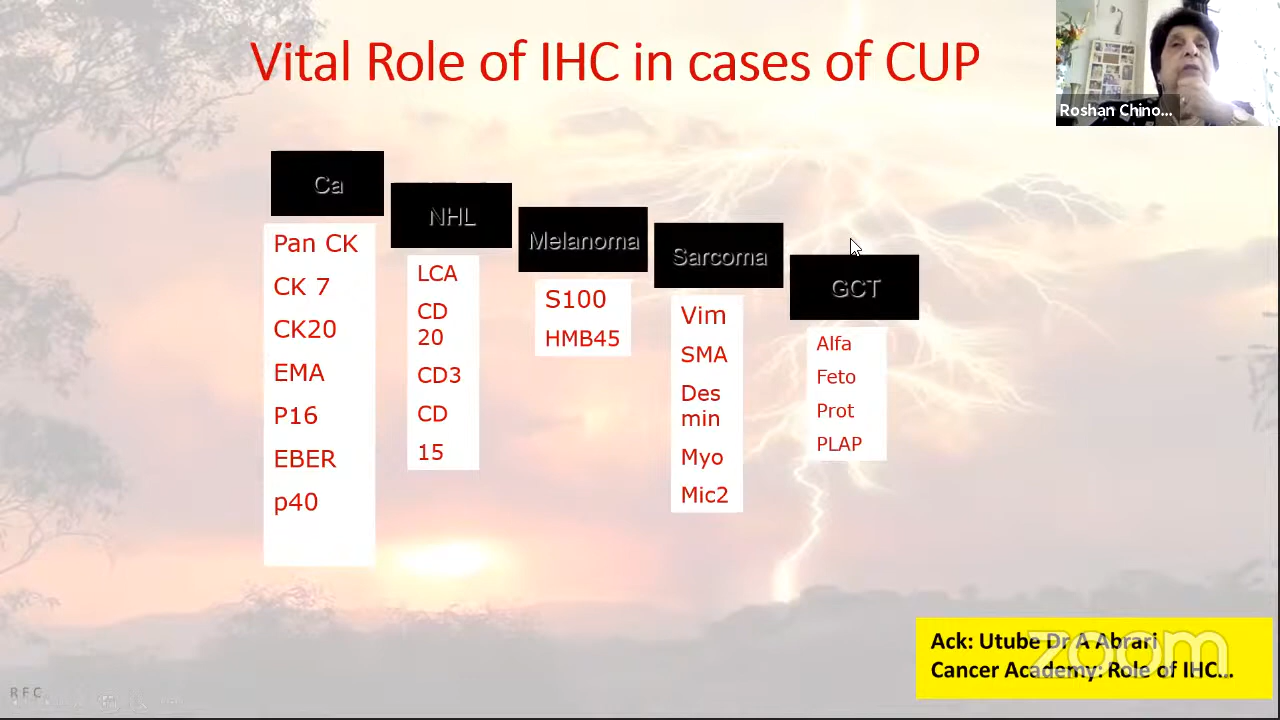 Vital Role of IHC in cases of CUP
Roshan Chino...
Ca
Pan CK
CK 7
CK20
EMA
P16
EBER
p40
NHL
LCA
CD
20
CD3
CD
15
Melanoma
S100
HMB45
Sarcoma
Vim
SMA
Des
min
Myo
Mic2
GCT
Alfa
Feto
Prot
PLAP
Ack: Utube Dr A Abrari
Cancer Academy: Role of IHC...
zoom
RFC